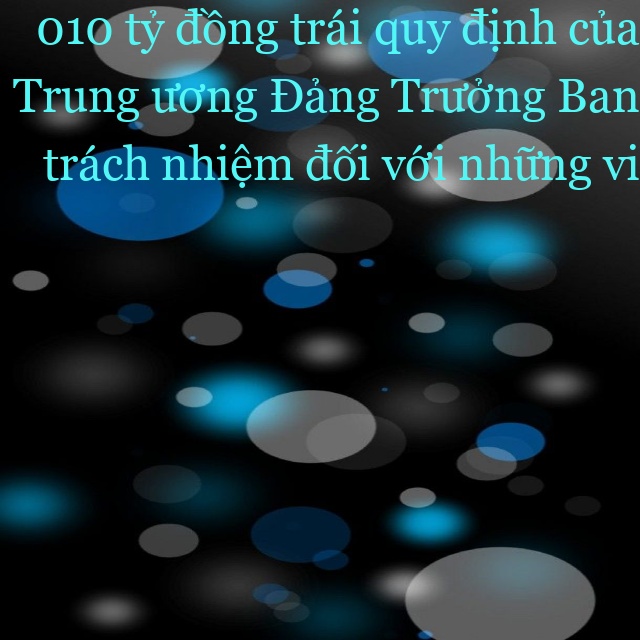 010 tỷ đồng trái quy định của
Trung ương Đảng Trưởng Ban
trách nhiệm đối với những vi